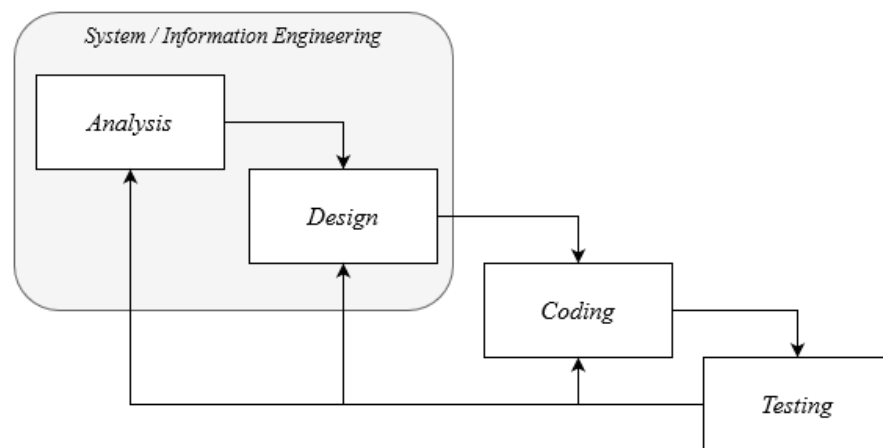 System / Information Engineering
Analysis
Design
Coding
Testing